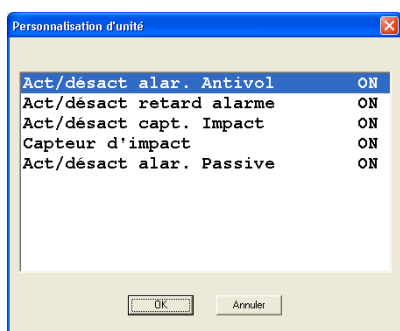 Personnalisation d'unité
Act/désact alar. Antivol ON
Act/désact retard alarme ON
Act/désact capt. Impact ON
Capteur d'impact ON
Act/désact alar. Passive ON
OK Annuler